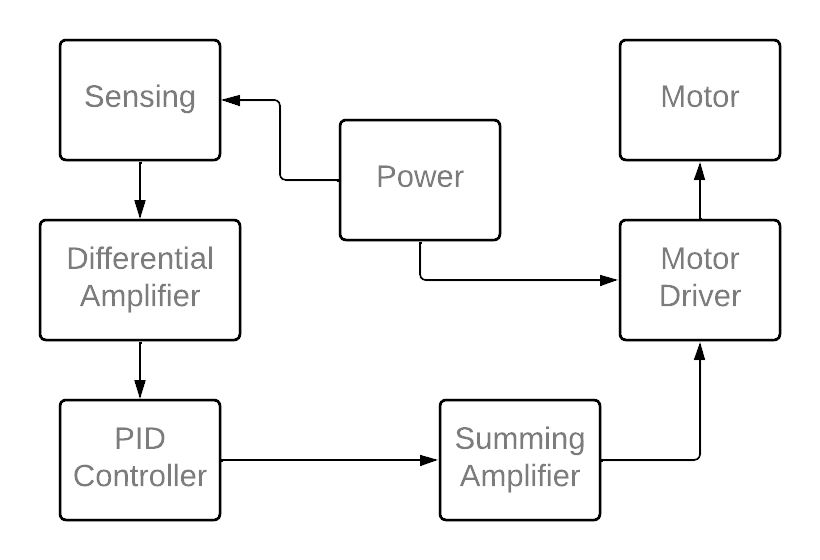 Sensing
Motor
Power
Differential
Amplifier
Motor
Driver
PID
Controller
Summing
Amplifier